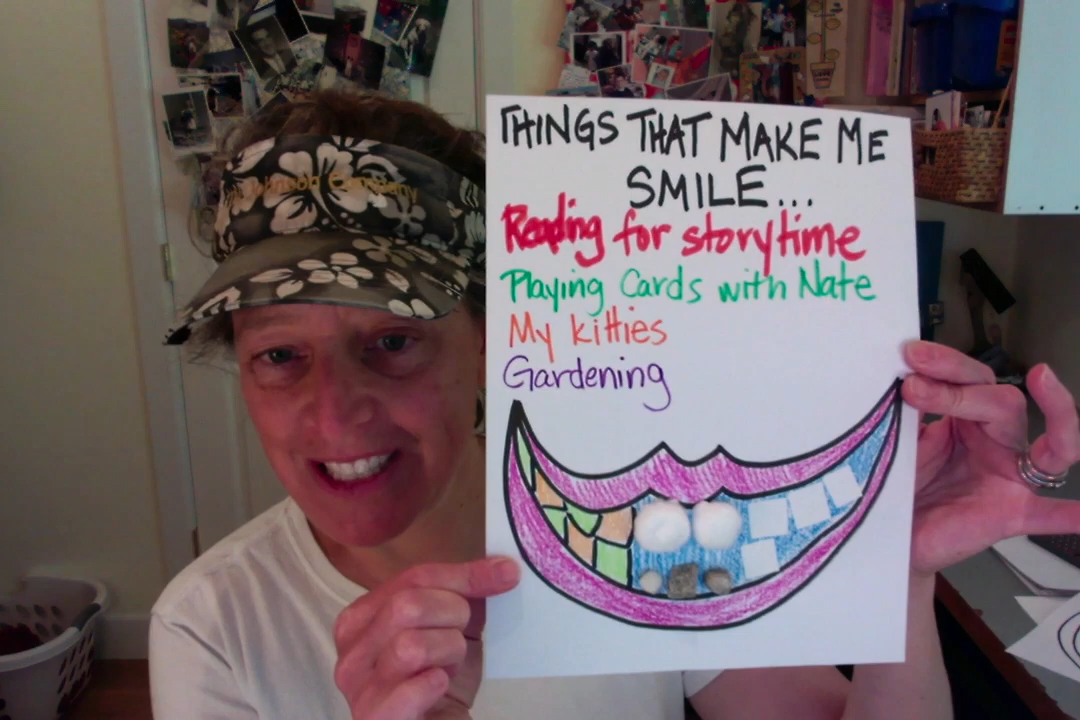 THINGS THAT MAKE ME
SMILE...
Reading for storytime
Playing Cards with Nate
My kitties
Gardening